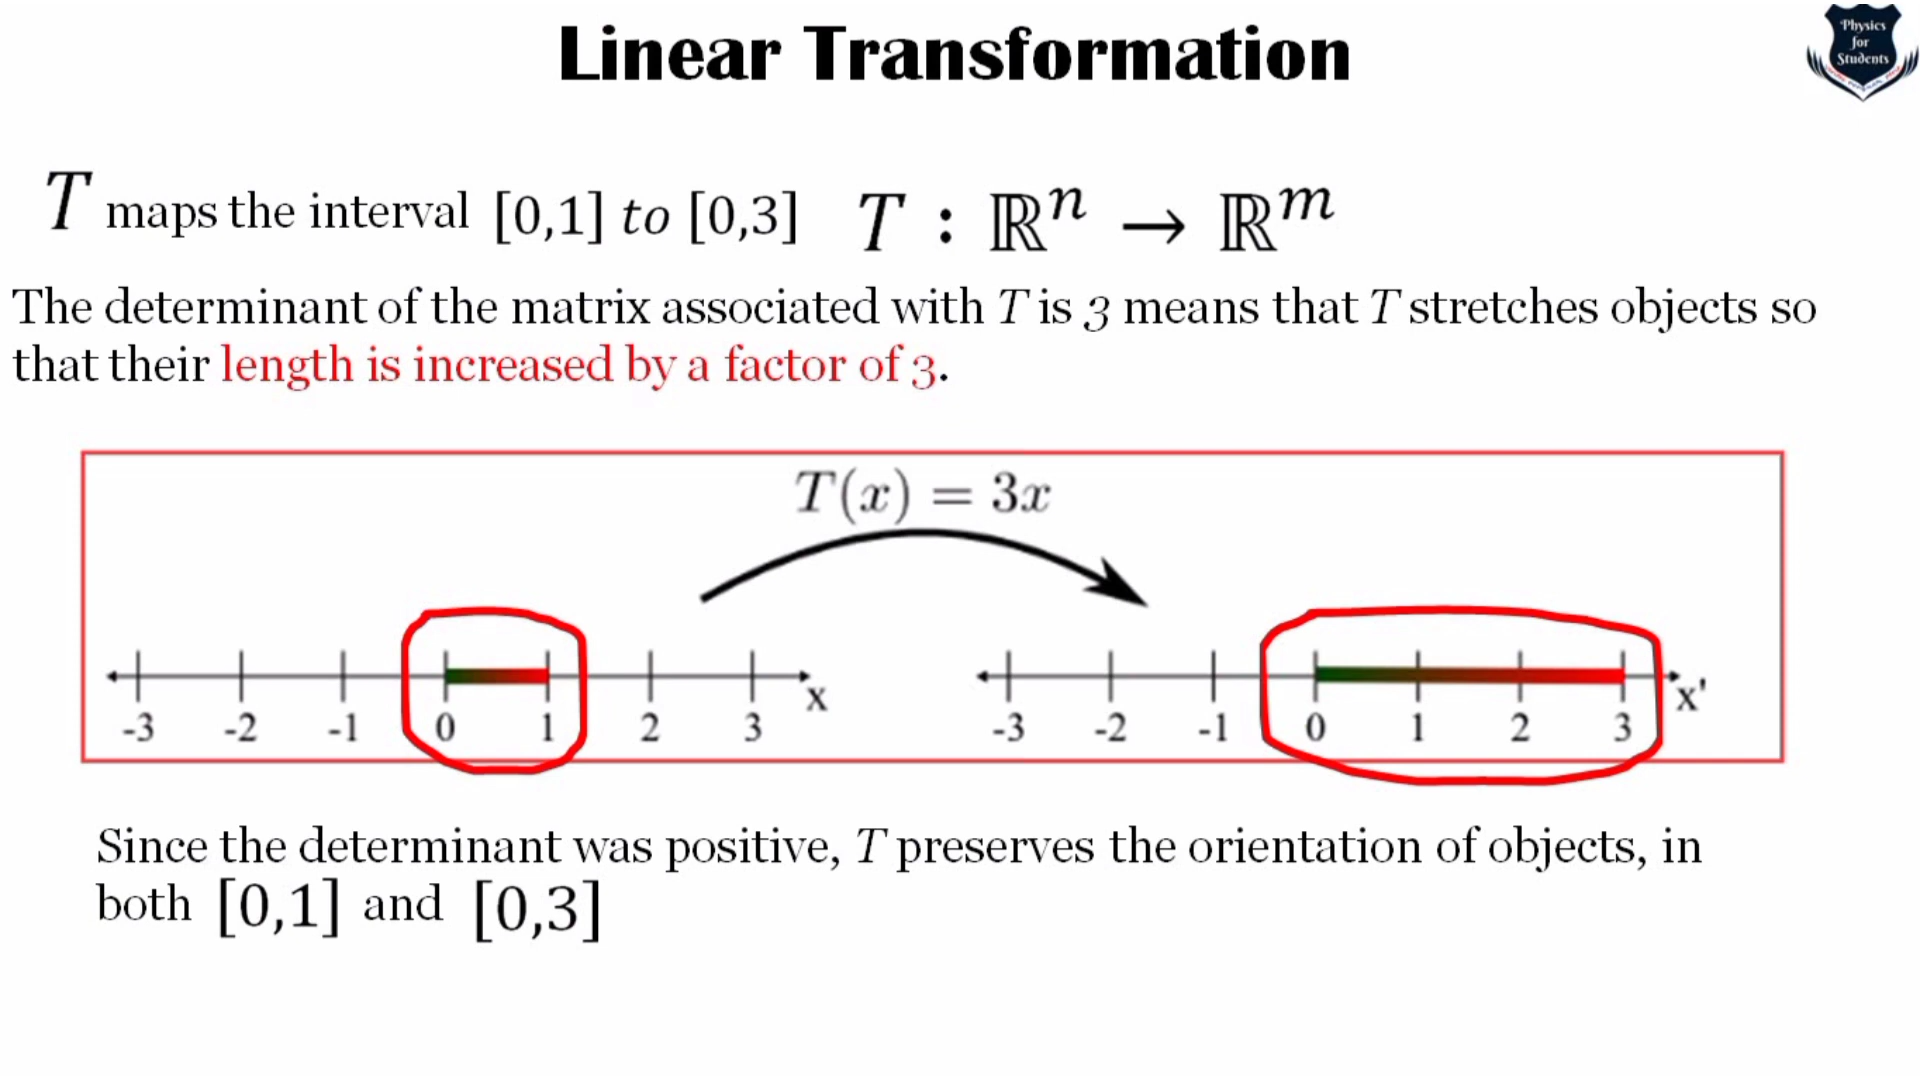 Linear Transformation
Physics
for
Students
T maps the interval [0,1] to [0,3] T : ℝⁿ → ℝᵐ
The determinant of the matrix associated with T is 3 means that T stretches objects so
that their length is increased by a factor of 3.
T(x) = 3x
-3 -2 -1 0 1 2 3 x
-3 -2 -1 0 1 2 3 x'
Since the determinant was positive, T preserves the orientation of objects, in
both [0,1] and [0,3]